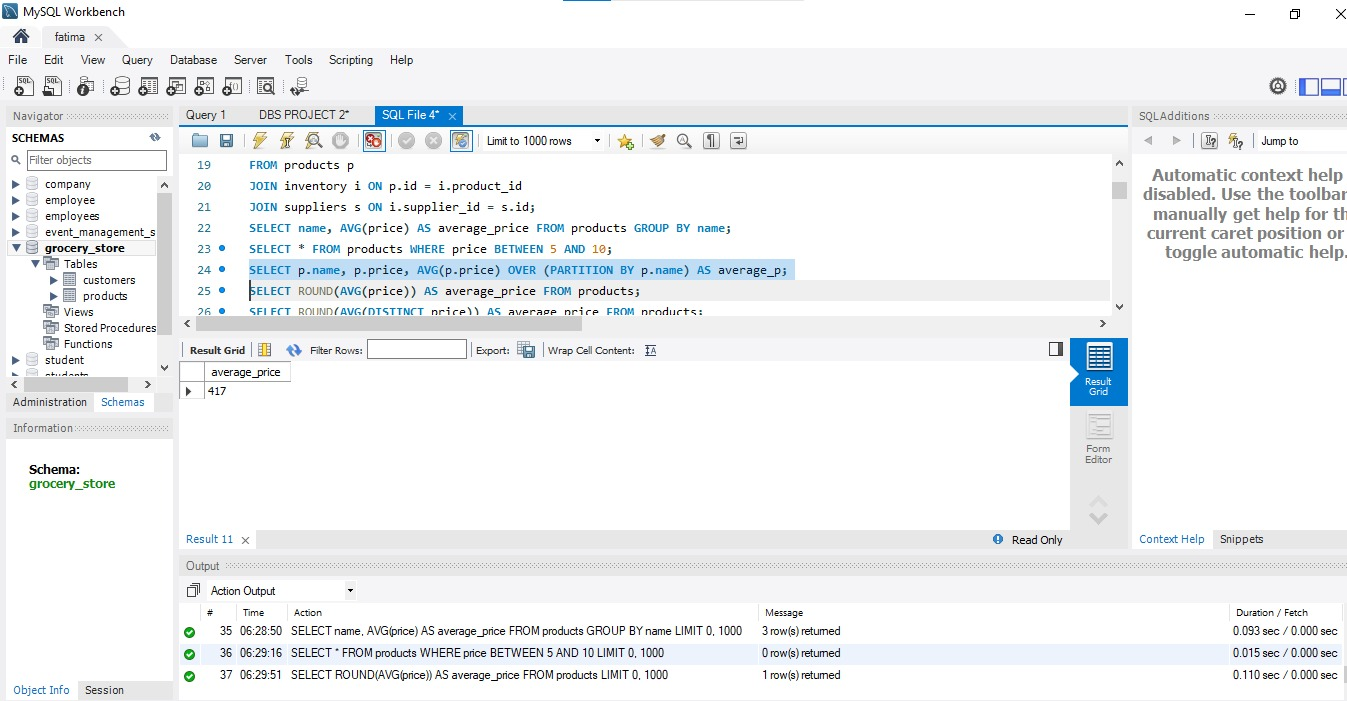 MySQL Workbench
fatima
File Edit View Query Database Server Tools Scripting Help
Navigator
SCHEMAS
Filter objects
company
employee
employees
event_management_s
grocery_store
Tables
customers
products
Views
Stored Procedures
Functions
student
students
Administration Schemas
Information
Schema:
grocery_store
Object Info Session
Query 1 DBS PROJECT 2* SQL File 4*
Limit to 1000 rows
19 FROM products p
20 JOIN inventory i ON p.id = i.product_id
21 JOIN suppliers s ON i.supplier_id = s.id;
22 SELECT name, AVG(price) AS average_price FROM products GROUP BY name;
23 SELECT * FROM products WHERE price BETWEEN 5 AND 10;
24 SELECT p.name, p.price, AVG(p.price) OVER (PARTITION BY p.name) AS average_p;
25 SELECT ROUND(AVG(price)) AS average_price FROM products;
26 SELECT ROUND(AVG(DISTINCT price)) AS average_price FROM products;
Result Grid Filter Rows: Export: Wrap Cell Content:
average_price
417
Result Grid
Form Editor
Result 11
Read Only
SQLAdditions
Jump to
Automatic context help
disabled. Use the toolbar
manually get help for th
current caret position or
toggle automatic help.
Context Help Snippets
Output
Action Output
# Time Action Message Duration / Fetch
35 06:28:50 SELECT name, AVG(price) AS average_price FROM products GROUP BY name LIMIT 0, 1000 3 row(s) returned 0.093 sec / 0.000 sec
36 06:29:16 SELECT * FROM products WHERE price BETWEEN 5 AND 10 LIMIT 0, 1000 0 row(s) returned 0.015 sec / 0.000 sec
37 06:29:51 SELECT ROUND(AVG(price)) AS average_price FROM products LIMIT 0, 1000 1 row(s) returned 0.110 sec / 0.000 sec